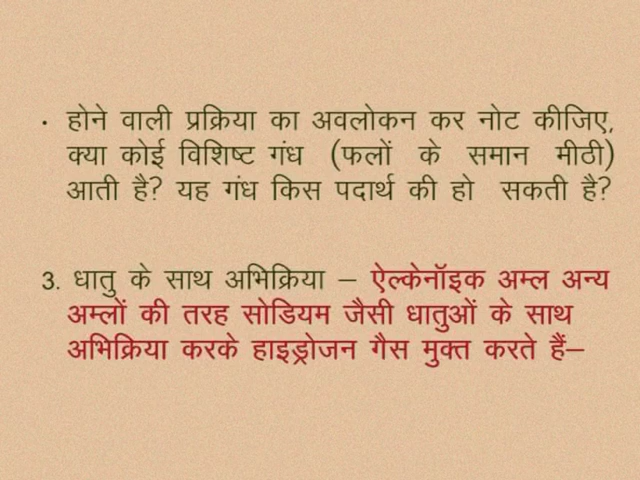 • होने वाली प्रक्रिया का अवलोकन कर नोट कीजिए,
क्या कोई विशिष्ट गंध (फलों के समान मीठी)
आती है? यह गंध किस पदार्थ की हो सकती है?
3. धातु के साथ अभिक्रिया – ऐल्केनॉइक अम्ल अन्य
अम्लों की तरह सोडियम जैसी धातुओं के साथ
अभिक्रिया करके हाइड्रोजन गैस मुक्त करते हैं–